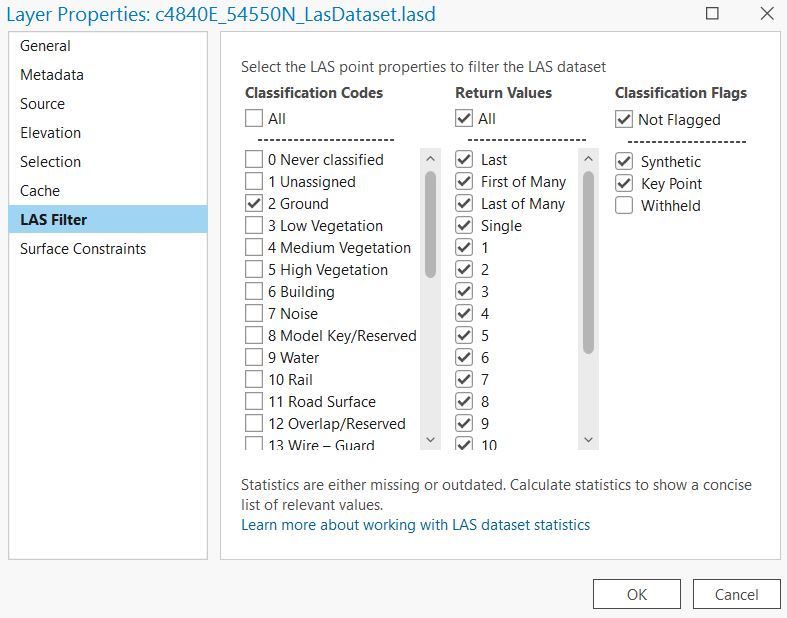 Layer Properties: c4840E_54550N_LasDataset.lasd
General
Metadata
Source
Elevation
Selection
Cache
LAS Filter
Surface Constraints
Select the LAS point properties to filter the LAS dataset
Classification Codes
All
0 Never classified
1 Unassigned
2 Ground
3 Low Vegetation
4 Medium Vegetation
5 High Vegetation
6 Building
7 Noise
8 Model Key/Reserved
9 Water
10 Rail
11 Road Surface
12 Overlap/Reserved
13 Wire – Guard
Return Values
All
Last
First of Many
Last of Many
Single
1
2
3
4
5
6
7
8
9
10
Classification Flags
Not Flagged
Synthetic
Key Point
Withheld
Statistics are either missing or outdated. Calculate statistics to show a concise
list of relevant values.
Learn more about working with LAS dataset statistics
OK
Cancel